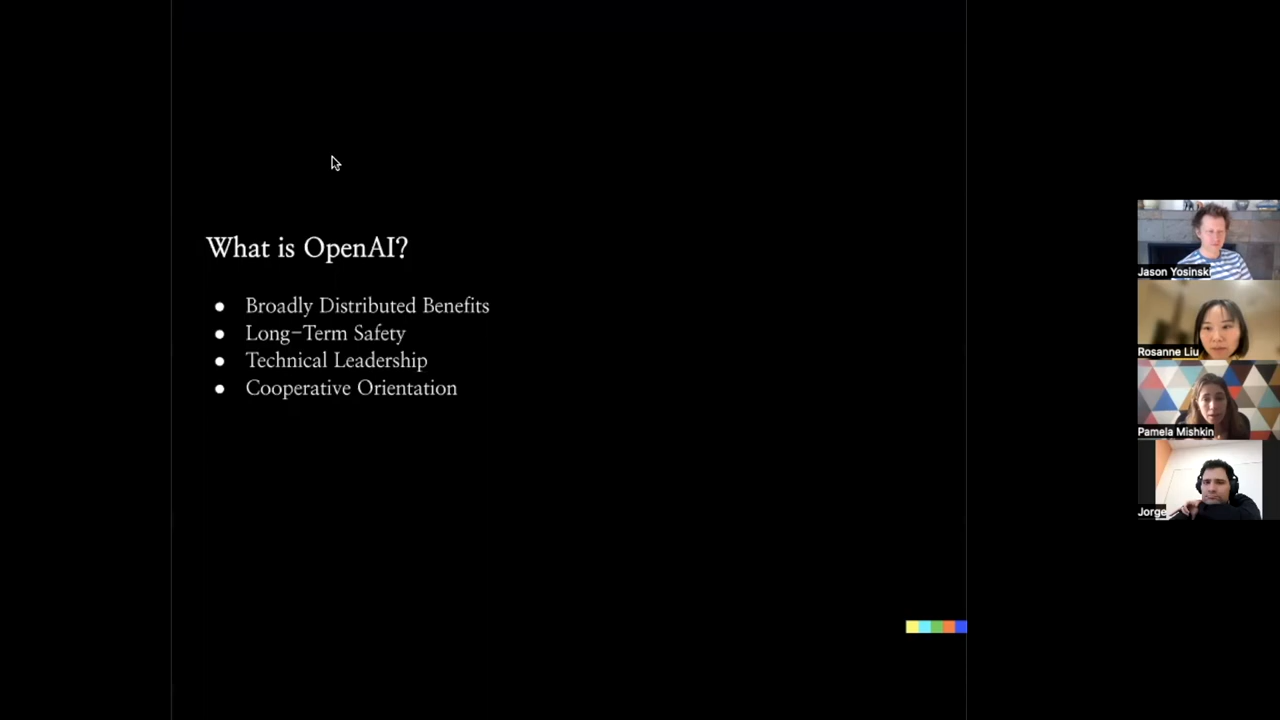 What is OpenAI?
● Broadly Distributed Benefits
● Long-Term Safety
● Technical Leadership
● Cooperative Orientation
Jason Yosinski
Rosanne Liu
Pamela Mishkin
Jorge